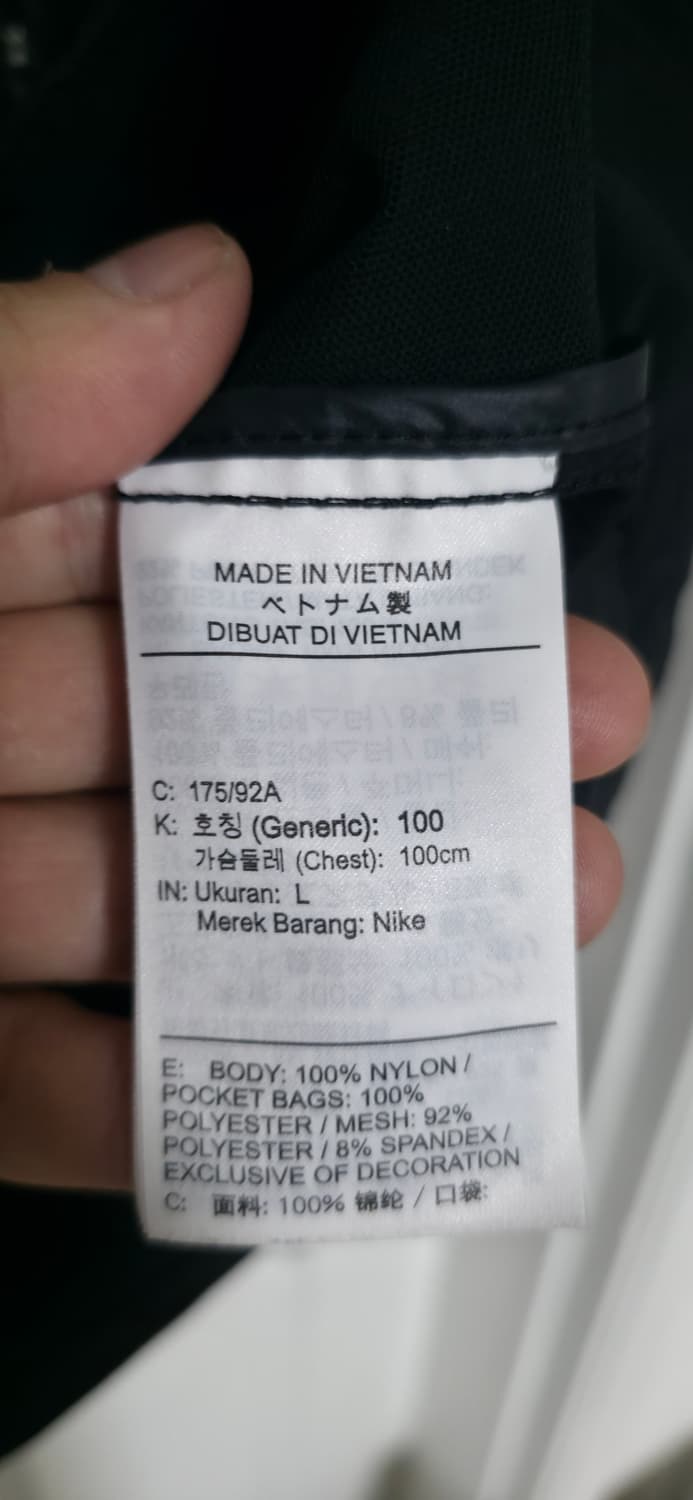 MADE IN VIETNAM
ベトナム製
DIBUAT DI VIETNAM
C: 175/92A
K: 호칭 (Generic): 100
가슴둘레 (Chest): 100cm
IN: Ukuran: L
Merek Barang: Nike
E: BODY: 100% NYLON /
POCKET BAGS: 100%
POLYESTER / MESH: 92%
POLYESTER / 8% SPANDEX /
EXCLUSIVE OF DECORATION
C: 面料: 100% 锦纶 / 口袋: